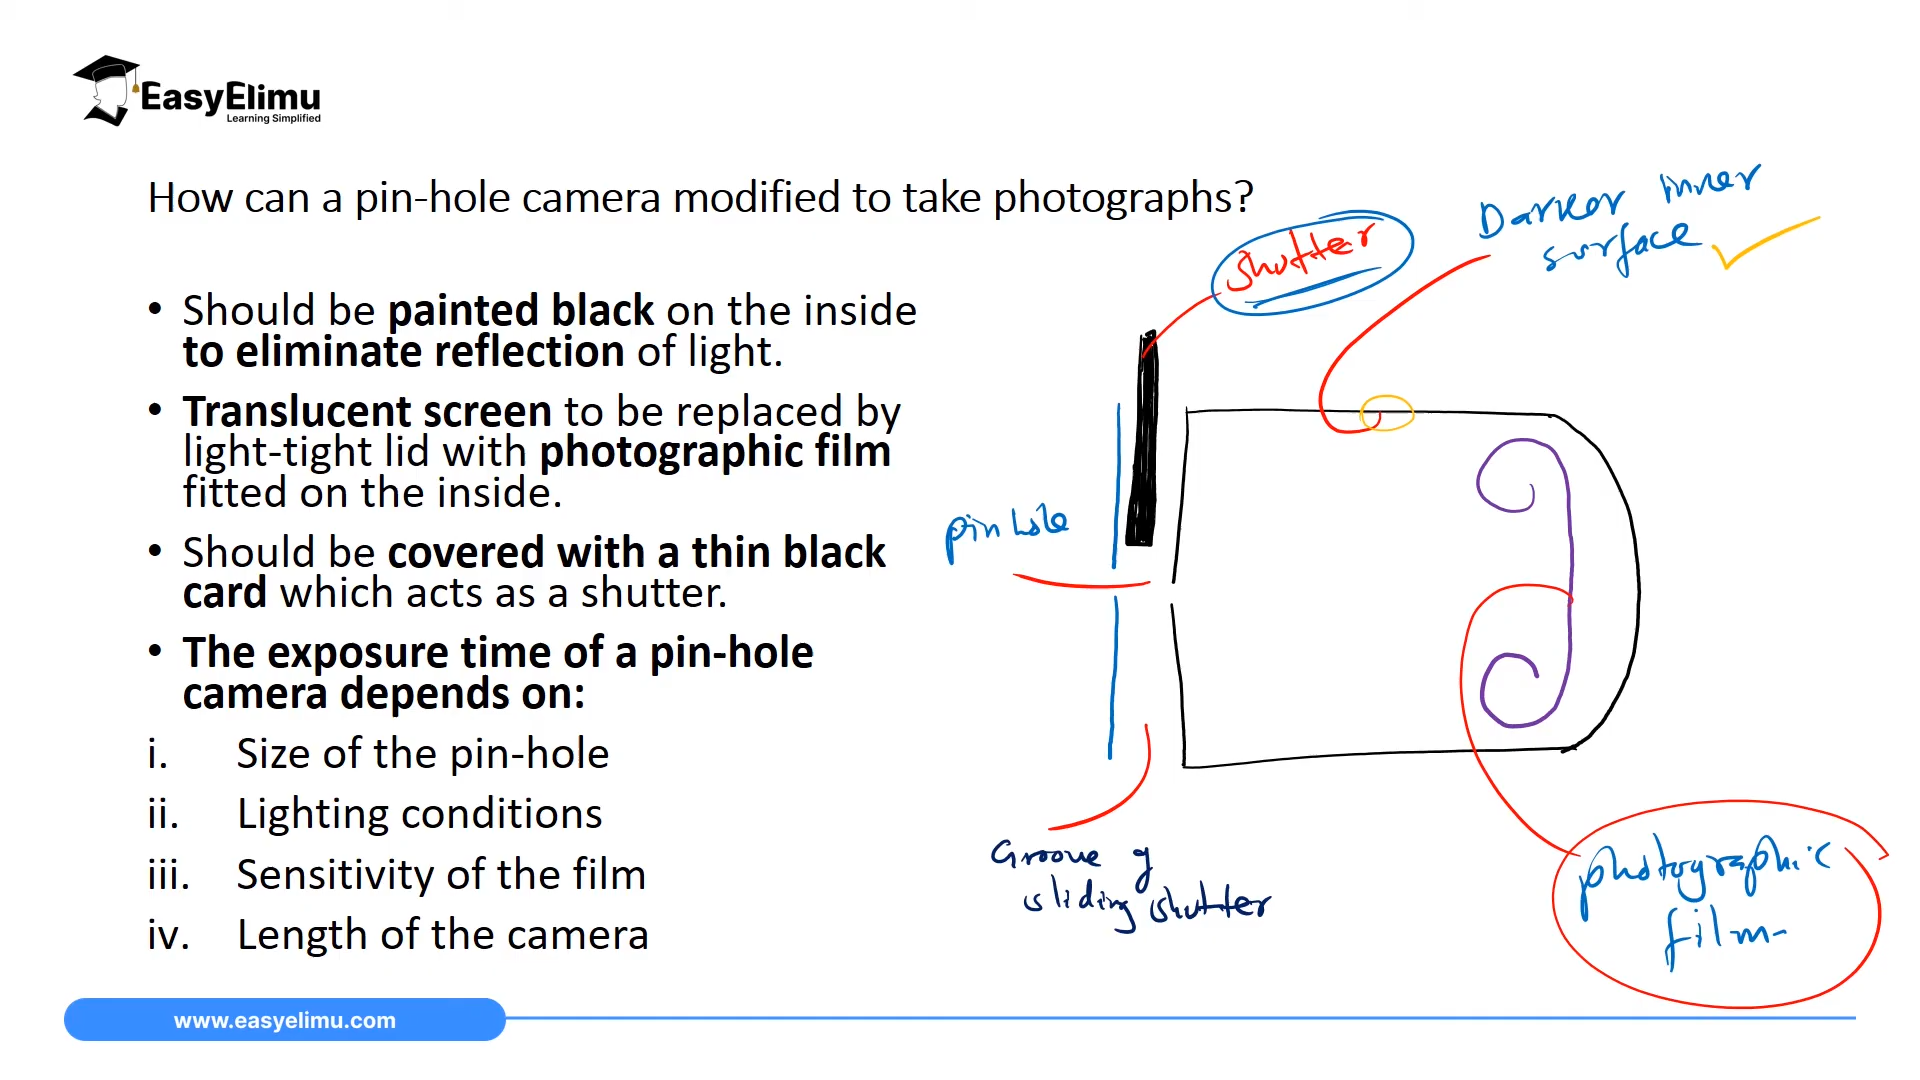 EasyElimu
Learning Simplified
How can a pin-hole camera modified to take photographs?
• Should be painted black on the inside
to eliminate reflection of light.
• Translucent screen to be replaced by
light-tight lid with photographic film
fitted on the inside.
• Should be covered with a thin black
card which acts as a shutter.
• The exposure time of a pin-hole
camera depends on:
i. Size of the pin-hole
ii. Lighting conditions
iii. Sensitivity of the film
iv. Length of the camera
shutter
Darker inner
surface
pin hole
Groove of
sliding shutter
photographic
film-
www.easyelimu.com